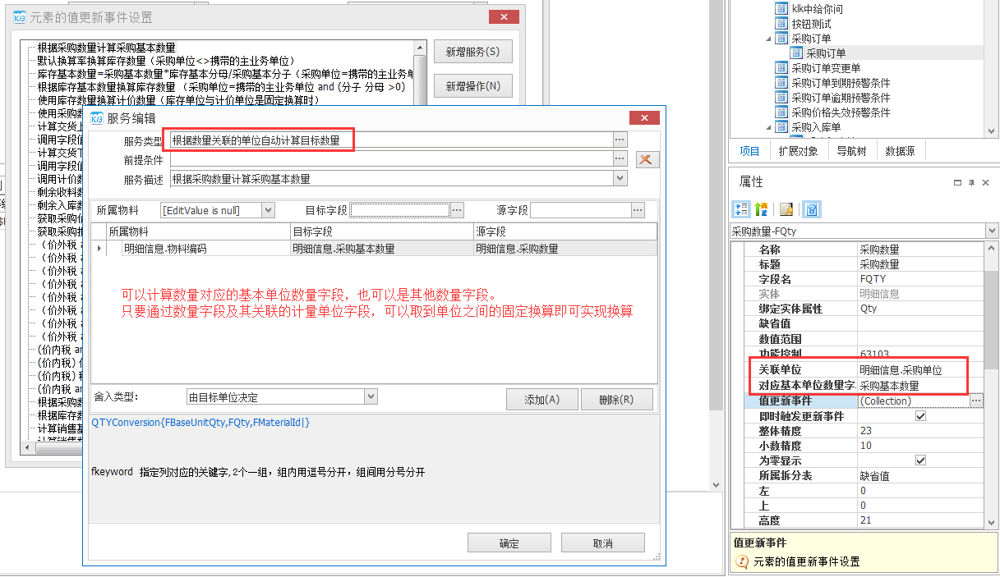 元素的值更新事件设置
根据采购数量计算采购基本数量
默认换算率换算库存数量（采购单位<>携带的主业务单位）
库存基本数量=采购基本数量*库存基本分母/采购基本分子（采购单位=携带的主业务单
根据库存基本数量换算库存数量 （采购单位=携带的主业务单位 and (分子 分母 >0)
使用库存数量换算计价数量（库存单位与计价单位是固定换算时）
使用采购数
计算交货上
调用字段值
计算交货下
调用字段值
调用计价数
剩余收料数
剩余入库数
获取采购价
获取采购折
（价外税 a
（价外税 a
（价外税 a
（价外税 a
（价外税 a
（价外税 a
（价外税 a
（价外税 a
(价内税 an
(价内税) 价
(价内税) 税
(价内税 an
根据采购数
根据库存基
计算销售基
新增服务(S)
新增操作(N)
服务编辑
服务类型 根据数量关联的单位自动计算目标数量
前提条件
服务描述 根据采购数量计算采购基本数量
所属物料 [EditValue is null] 目标字段 源字段
所属物料 目标字段 源字段
明细信息.物料编码 明细信息.采购基本数量 明细信息.采购数量
可以计算数量对应的基本单位数量字段，也可以是其他数量字段。
只要通过数量字段及其关联的计量单位字段，可以取到单位之间的固定换算即可实现换算
舍入类型: 由目标单位决定 添加(A) 删除(R)
QTYConversion{FBaseUnitQty,FQty,FMaterialId|}
fkeyword 指定列对应的关键字,2个一组，组内用逗号分开，组间用分号分开
确定 取消
klk中给你问
按钮测试
采购订单
采购订单
采购订单变更单
采购订单到期预警条件
采购订单逾期预警条件
采购价格失效预警条件
采购入库单
项目 扩展对象 导航树 数据源
属性
采购数量-FQty
名称 采购数量
标题 采购数量
字段名 FQTY
实体 明细信息
绑定实体属性 Qty
缺省值
数值范围
功能控制 63103
关联单位 明细信息.采购单位
对应基本单位数量字. 采购基本数量
值更新事件 (Collection)
即时触发更新事件
整体精度 23
小数精度 10
为零显示
所属拆分表 缺省值
左 0
上 0
高度 21
值更新事件
元素的值更新事件设置